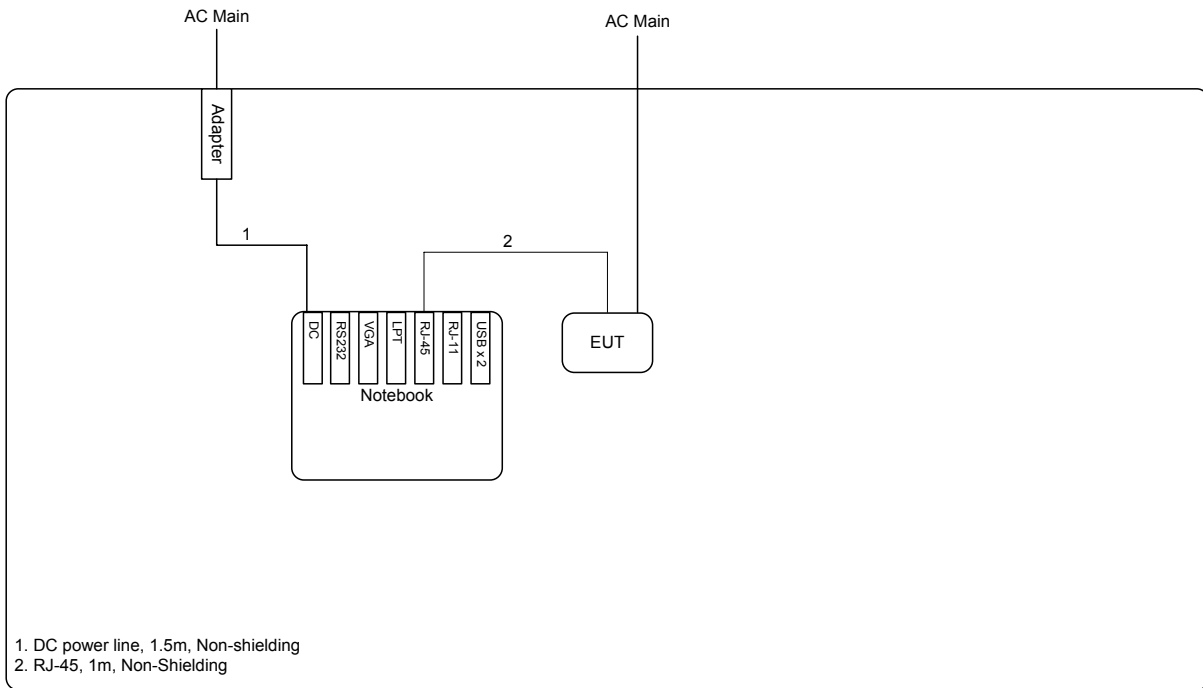 AC Main
AC Main
Adapter
1
2
DC
RS232
VGA
LPT
RJ-45
RJ-11
USB x 2
EUT
Notebook
1. DC power line, 1.5m, Non-shielding
2. RJ-45, 1m, Non-Shielding